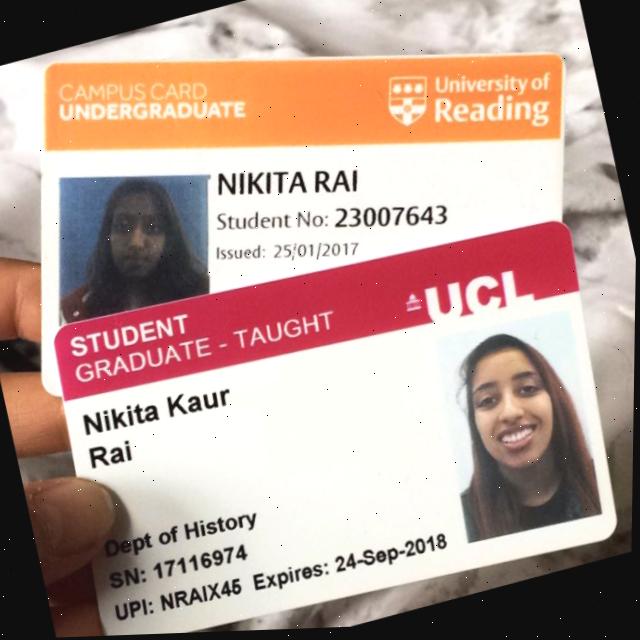 CAMPUS CARD
UNDERGRADUATE
University of
Reading
NIKITA RAI
Student No: 23007643
Issued: 25/01/2017
STUDENT
GRADUATE - TAUGHT
UCL
Nikita Kaur
Rai
Dept of History
SN: 17116974
UPI: NRAIX45 Expires: 24-Sep-2018